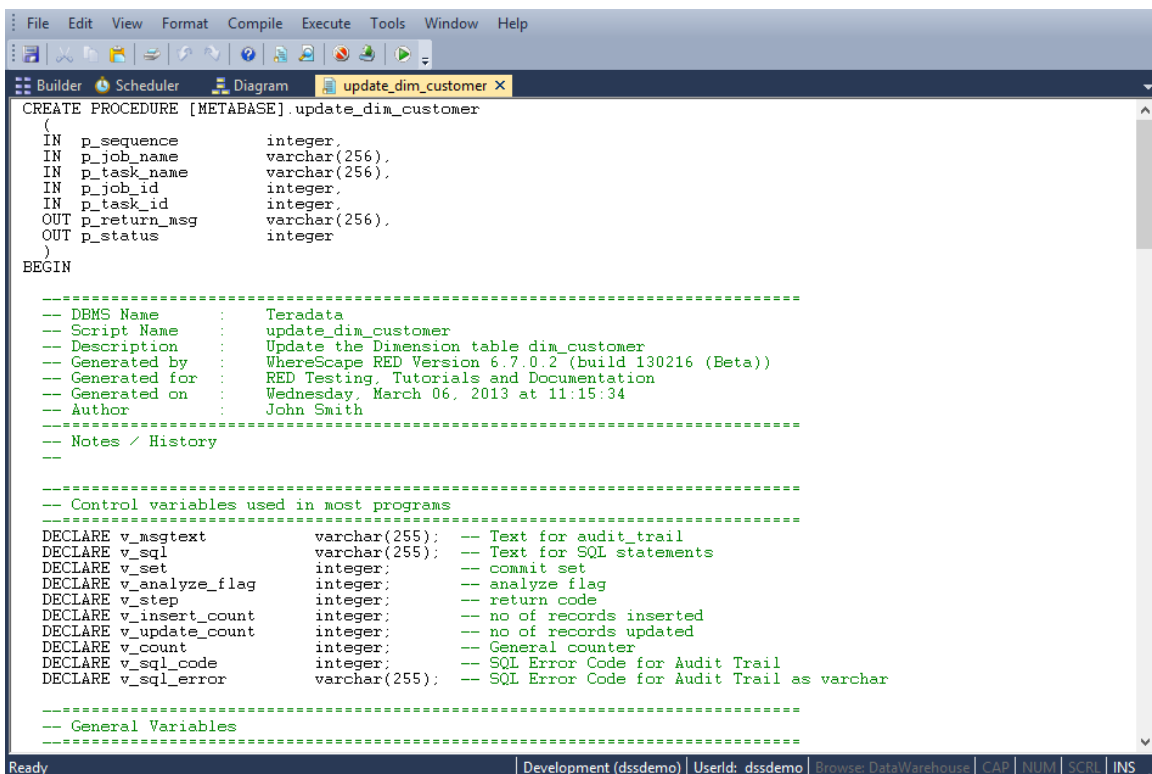 File Edit View Format Compile Execute Tools Window Help
Builder Scheduler Diagram update_dim_customer X
CREATE PROCEDURE [METABASE].update_dim_customer
(
IN p_sequence integer,
IN p_job_name varchar(256),
IN p_task_name varchar(256),
IN p_job_id integer,
IN p_task_id integer,
OUT p_return_msg varchar(256),
OUT p_status integer
)
BEGIN
--==============================================================================
-- DBMS Name : Teradata
-- Script Name : update_dim_customer
-- Description : Update the Dimension table dim_customer
-- Generated by : WhereScape RED Version 6.7.0.2 (build 130216 (Beta))
-- Generated for : RED Testing, Tutorials and Documentation
-- Generated on : Wednesday, March 06, 2013 at 11:15:34
-- Author : John Smith
--==============================================================================
-- Notes / History
--
--==============================================================================
-- Control variables used in most programs
--==============================================================================
DECLARE v_msgtext varchar(255); -- Text for audit_trail
DECLARE v_sql varchar(255); -- Text for SQL statements
DECLARE v_set integer; -- commit set
DECLARE v_analyze_flag integer; -- analyze flag
DECLARE v_step integer; -- return code
DECLARE v_insert_count integer; -- no of records inserted
DECLARE v_update_count integer; -- no of records updated
DECLARE v_count integer; -- General counter
DECLARE v_sql_code integer; -- SQL Error Code for Audit Trail
DECLARE v_sql_error varchar(255); -- SQL Error Code for Audit Trail as varchar
--==============================================================================
-- General Variables
--==============================================================================
Ready Development (dssdemo) UserId: dssdemo Browse: DataWarehouse CAP NUM SCRL INS